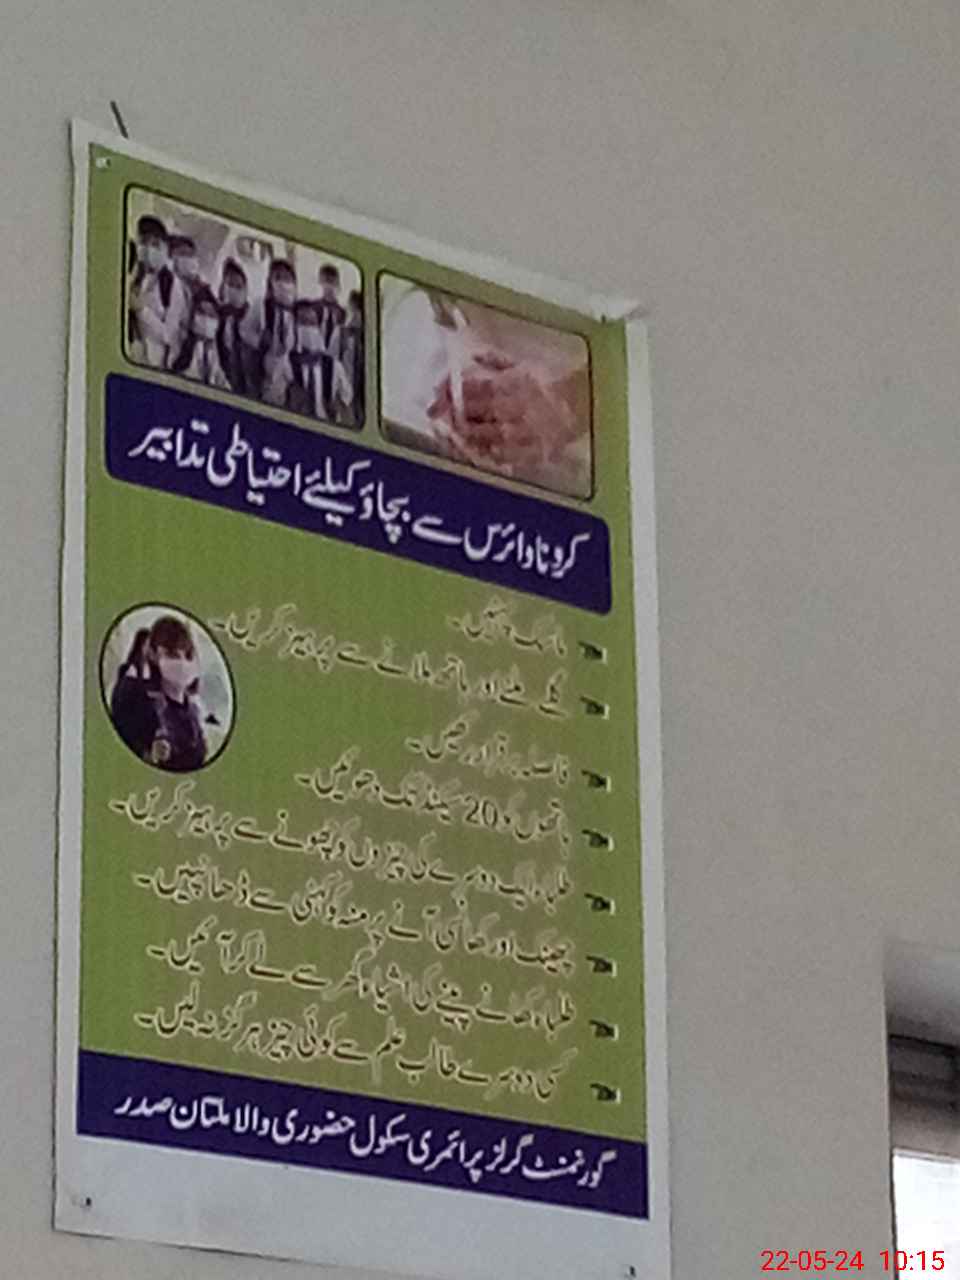 کرونا وائرس سے بچاؤ کیلئے احتیاطی تدابیر
ماسک پہنیں۔
گلے ملنے اور ہاتھ ملانے سے پرہیز کریں۔
فاصلہ برقرار رکھیں۔
ہاتھوں کو 20 سیکنڈ تک دھوئیں۔
طلباء ایک دوسرے کی چیزوں کو چھونے سے پرہیز کریں۔
چھینک اور کھانسی آنے پر منہ کو کہنی سے ڈھانپیں۔
طلباء کھانے پینے کی اشیاء گھر سے لے کر آئیں۔
کسی دوسرے طالب علم سے کوئی چیز ہرگز نہ لیں۔
گورنمنٹ گرلز پرائمری سکول حضوری والا ملتان صدر
22-05-24 10:15